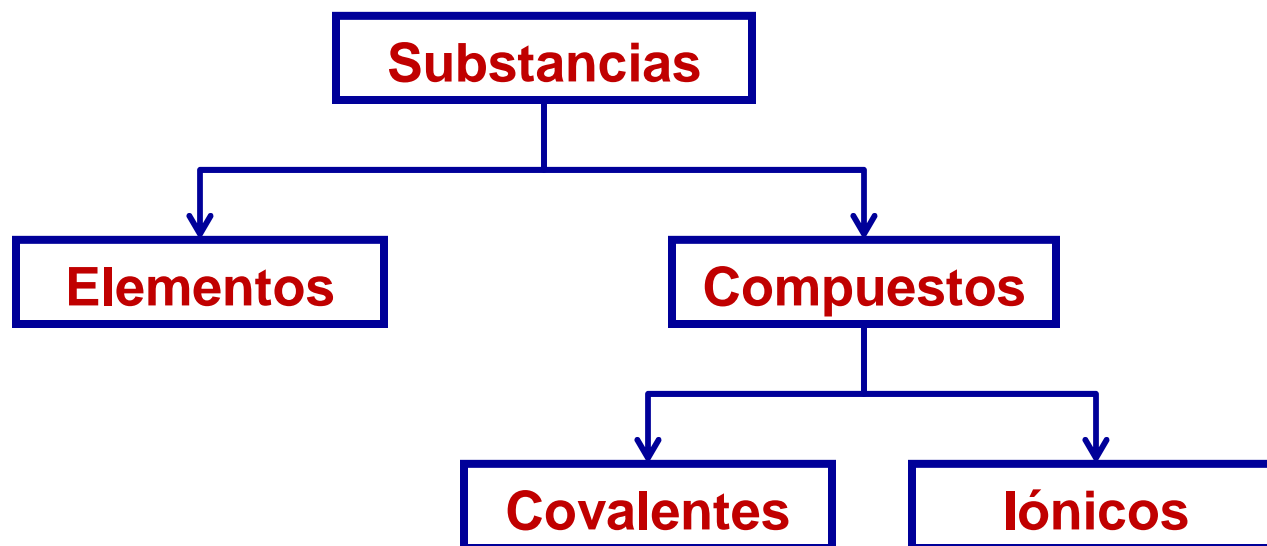 Substancias
Elementos
Compuestos
Covalentes
Iónicos